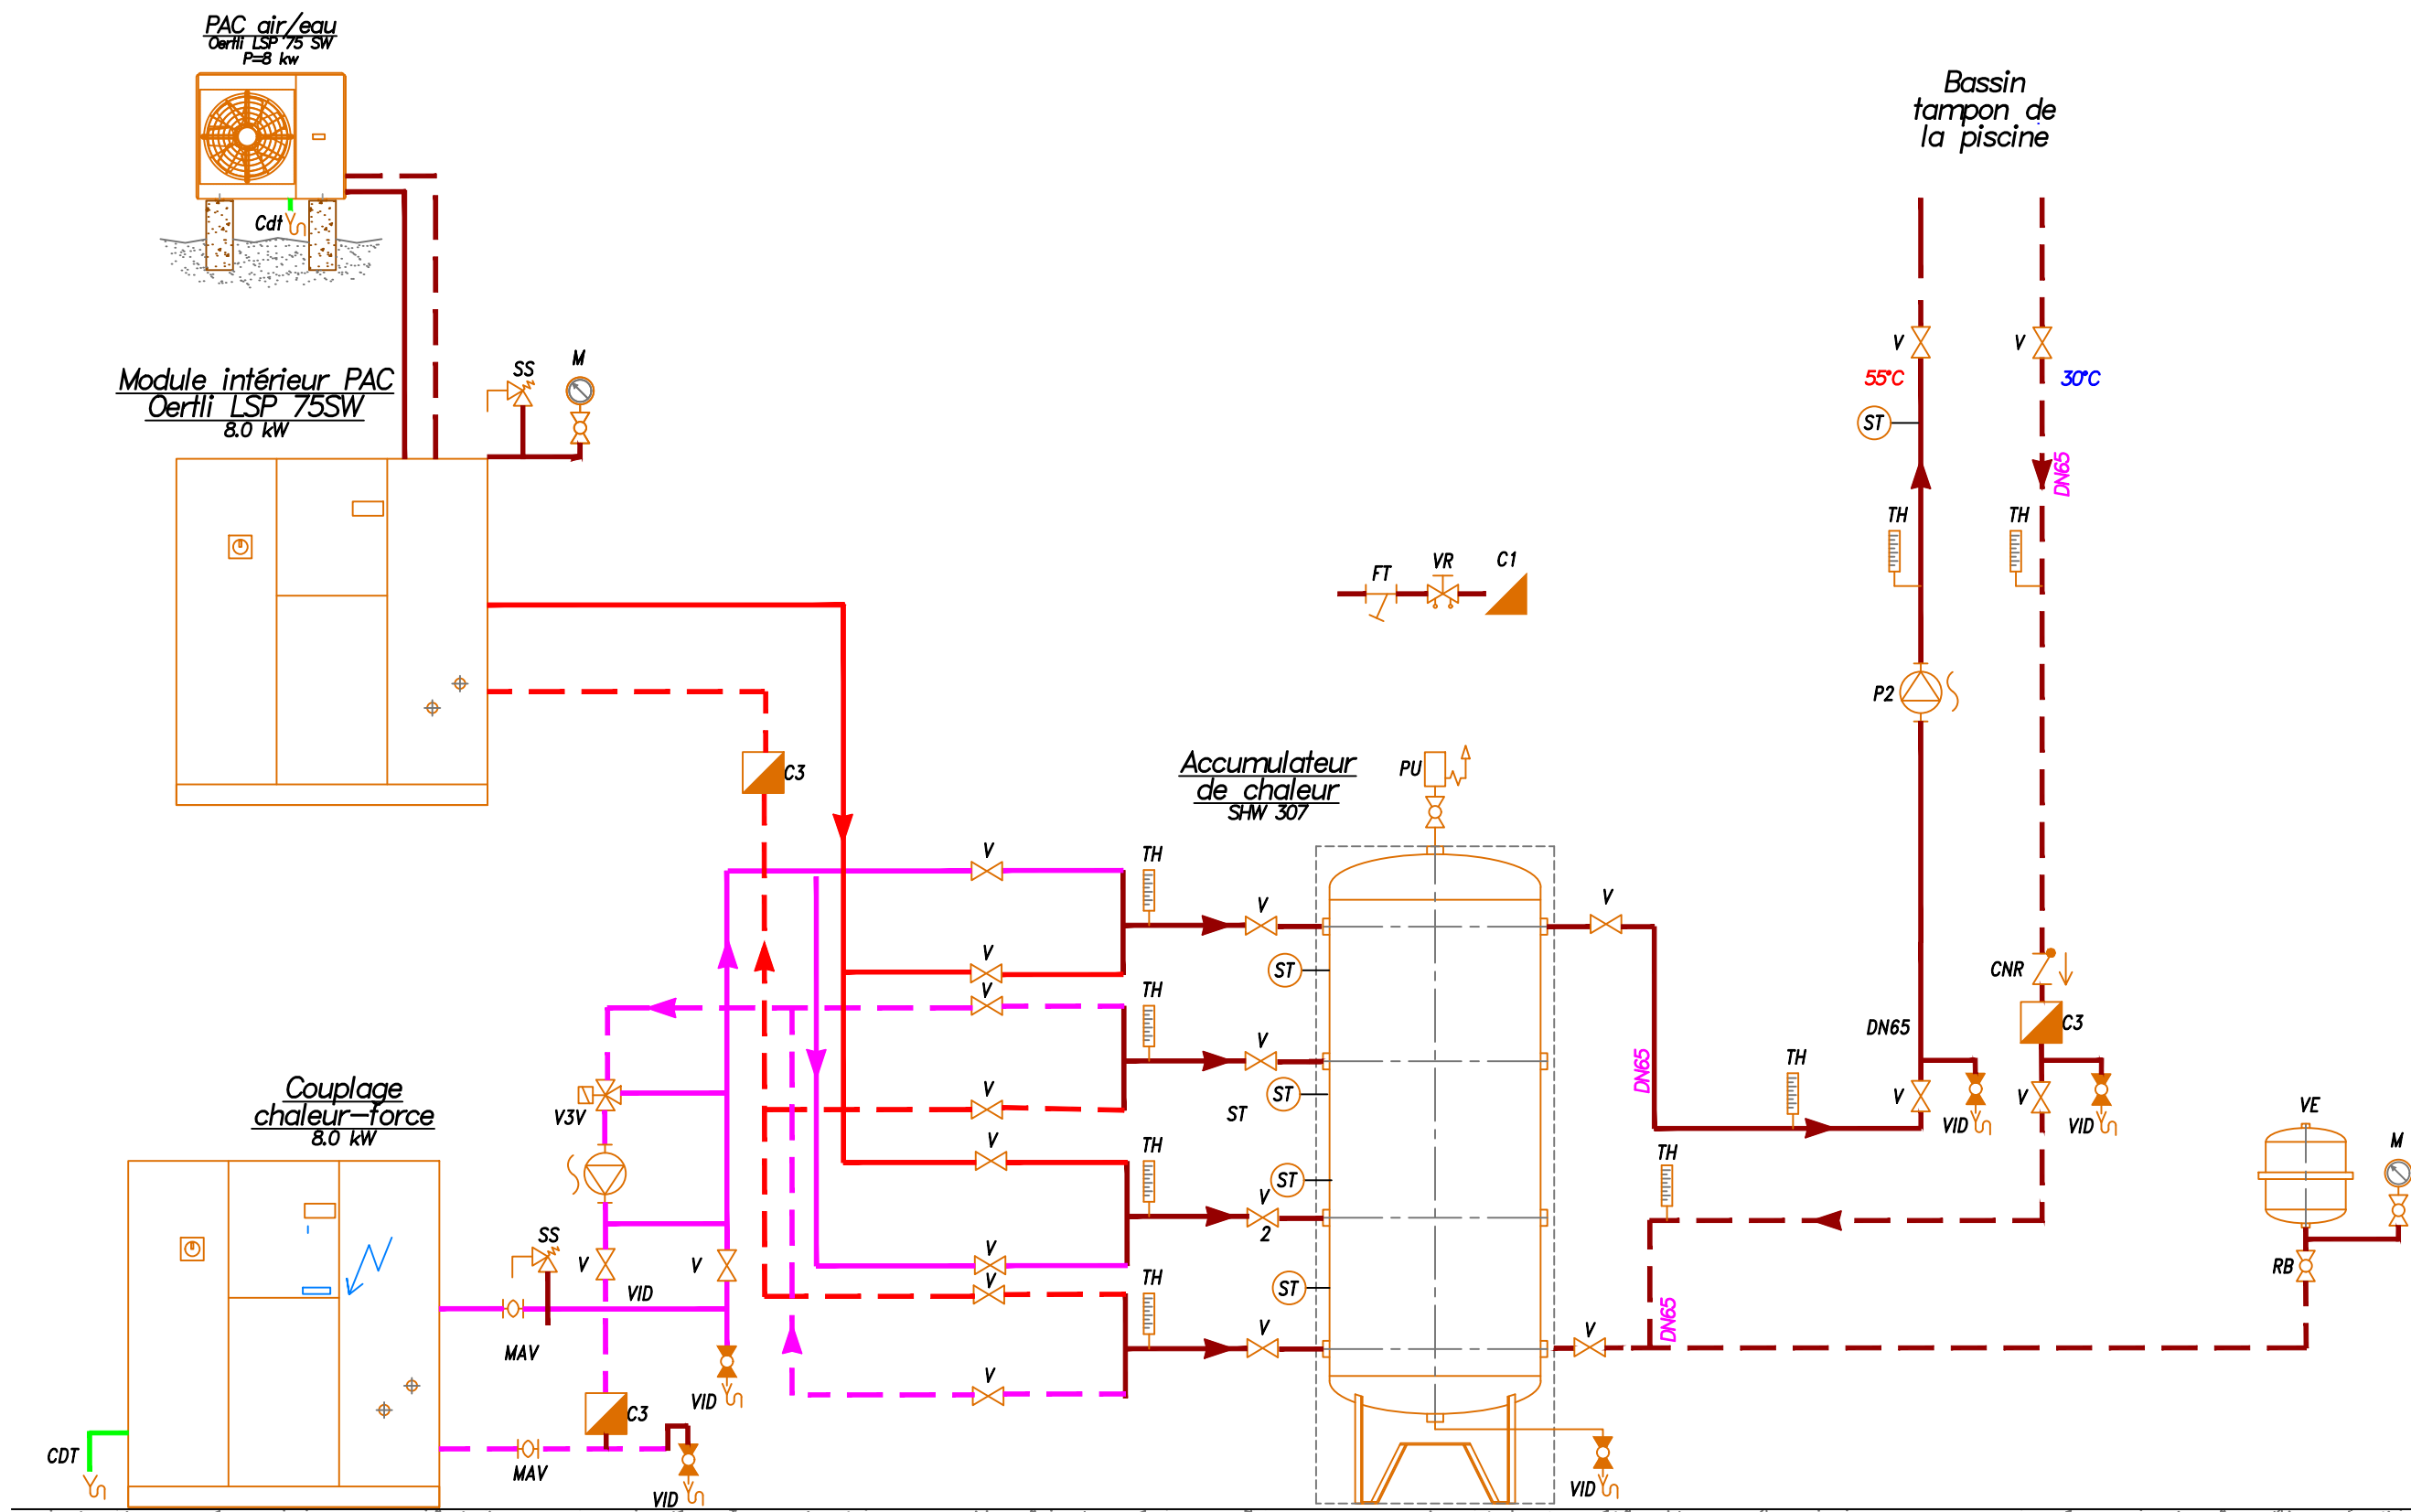 PAC air/eau
Oertli LSP 75 SW
P=8 kw
Cdt
Bassin
tampon de
la piscine
Module intérieur PAC
Oertli LSP 75SW
8.0 kW
SS
M
V
V
55°C
30°C
ST
DN65
TH
TH
FT
VR
C1
P2
C3
Accumulateur
de chaleur
SHW 307
PU
V
TH
V
V
V
ST
CNR
V
V
TH
C3
DN65
V
DN65
ST
ST
TH
V
V
VID
VID
Couplage
chaleur-force
8.0 kW
V3V
V
TH
TH
VE
M
ST
V
2
SS
V
V
V
RB
VID
V
TH
ST
DN65
MAV
V
V
V
VID
C3
CDT
MAV
VID
VID